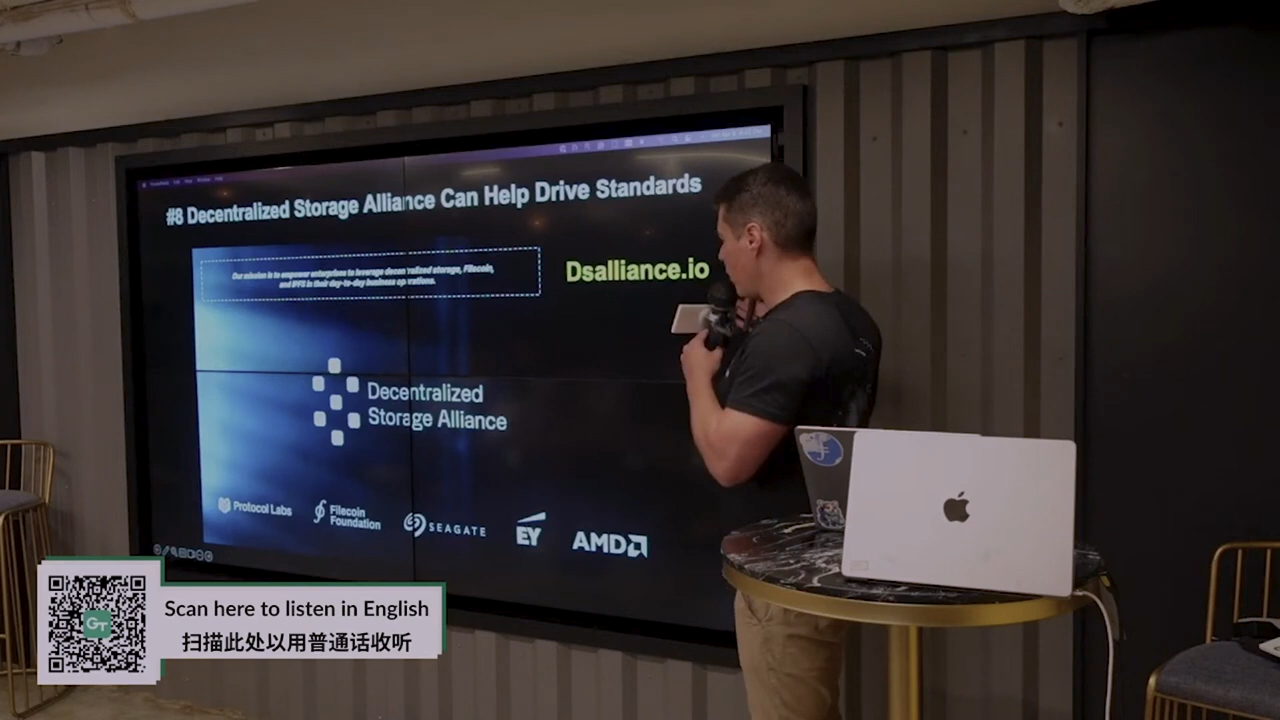 #8 Decentralized Storage Alliance Can Help Drive Standards
Our mission is to empower enterprises to leverage decentralized storage, Filecoin,
and IPFS in their day-to-day business operations.
Dsalliance.io
Decentralized
Storage Alliance
Protocol Labs
Filecoin
Foundation
SEAGATE
EY
AMD
GT
Scan here to listen in English
扫描此处以用普通话收听